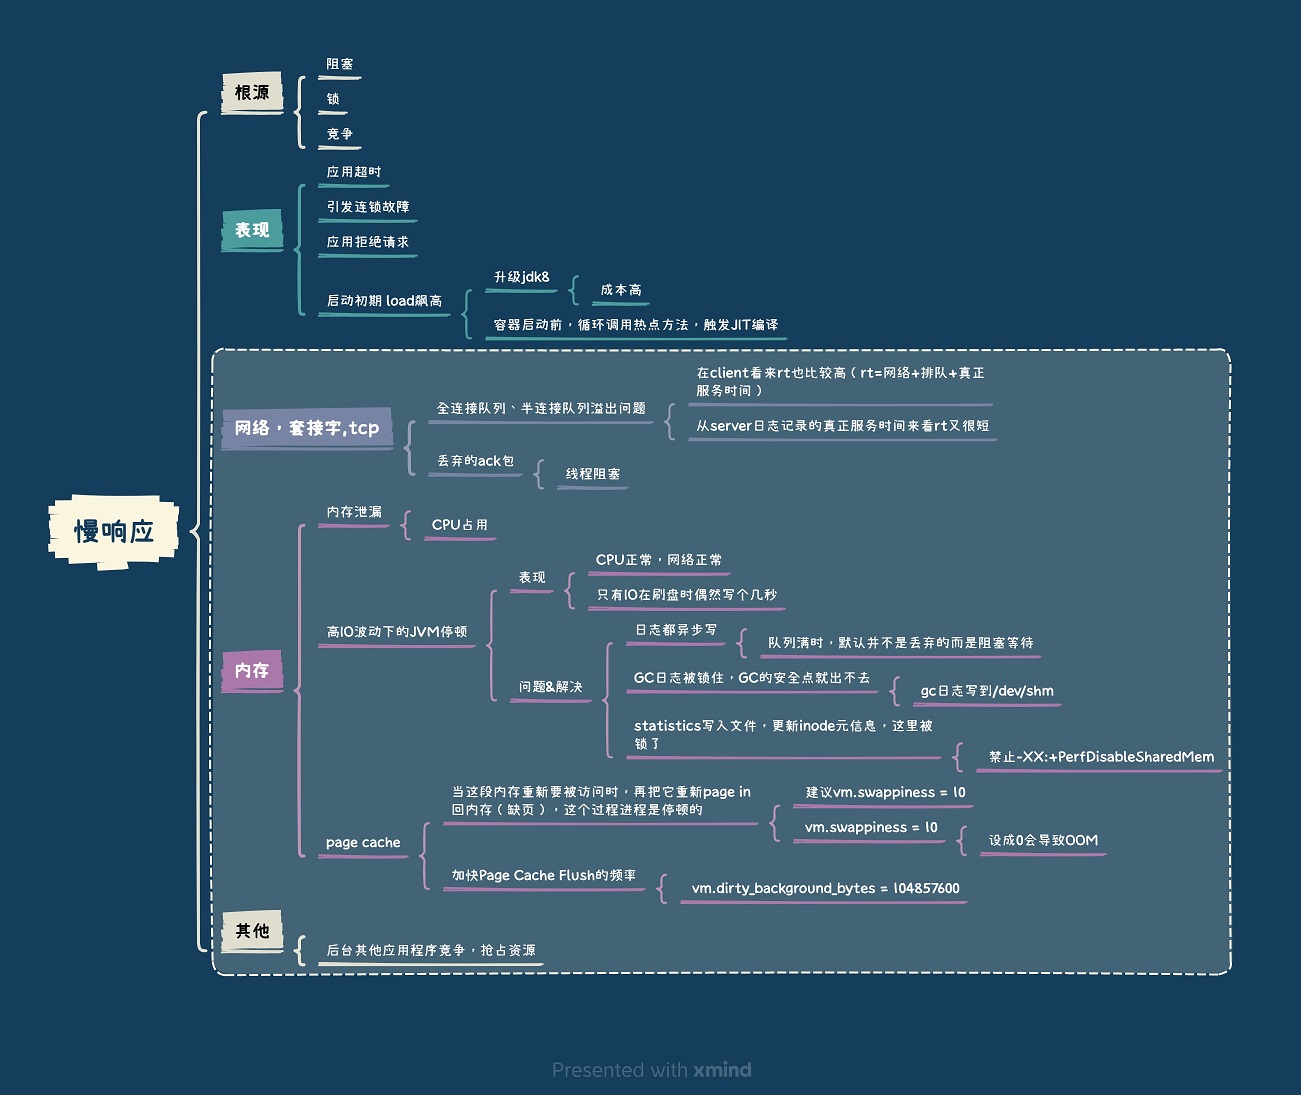 慢响应
根源
阻塞
锁
竞争
表现
应用超时
引发连锁故障
应用拒绝请求
启动初期 load飙高
升级jdk8
成本高
容器启动前，循环调用热点方法，触发JIT编译
网络，套接字,tcp
全连接队列、半连接队列溢出问题
在client看来rt也比较高（rt=网络+排队+真正
服务时间）
从server日志记录的真正服务时间来看rt又很短
丢弃的ack包
线程阻塞
内存
内存泄漏
CPU占用
高IO波动下的JVM停顿
表现
CPU正常，网络正常
只有IO在刷盘时偶然写个几秒
问题&解决
日志都异步写
队列满时，默认并不是丢弃的而是阻塞等待
GC日志被锁住，GC的安全点就出不去
gc日志写到/dev/shm
statistics写入文件，更新inode元信息，这里被
锁了
禁止-XX:+PerfDisableSharedMem
page cache
当这段内存重新要被访问时，再把它重新page in
回内存（缺页），这个过程进程是停顿的
建议vm.swappiness = 10
vm.swappiness = 10
设成0会导致OOM
加快Page Cache Flush的频率
vm.dirty_background_bytes = 104857600
其他
后台其他应用程序竞争，抢占资源
Presented with xmind